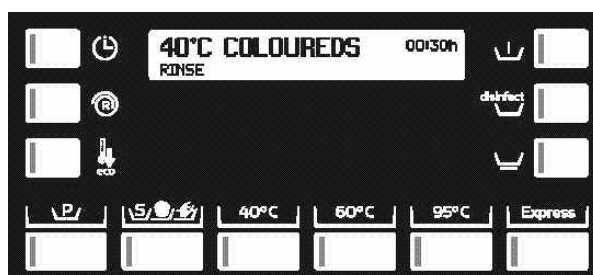 40°C COLOUREDS 00:30h
RINSE
R
disinfect
eco
P S 40°C 60°C 95°C Express